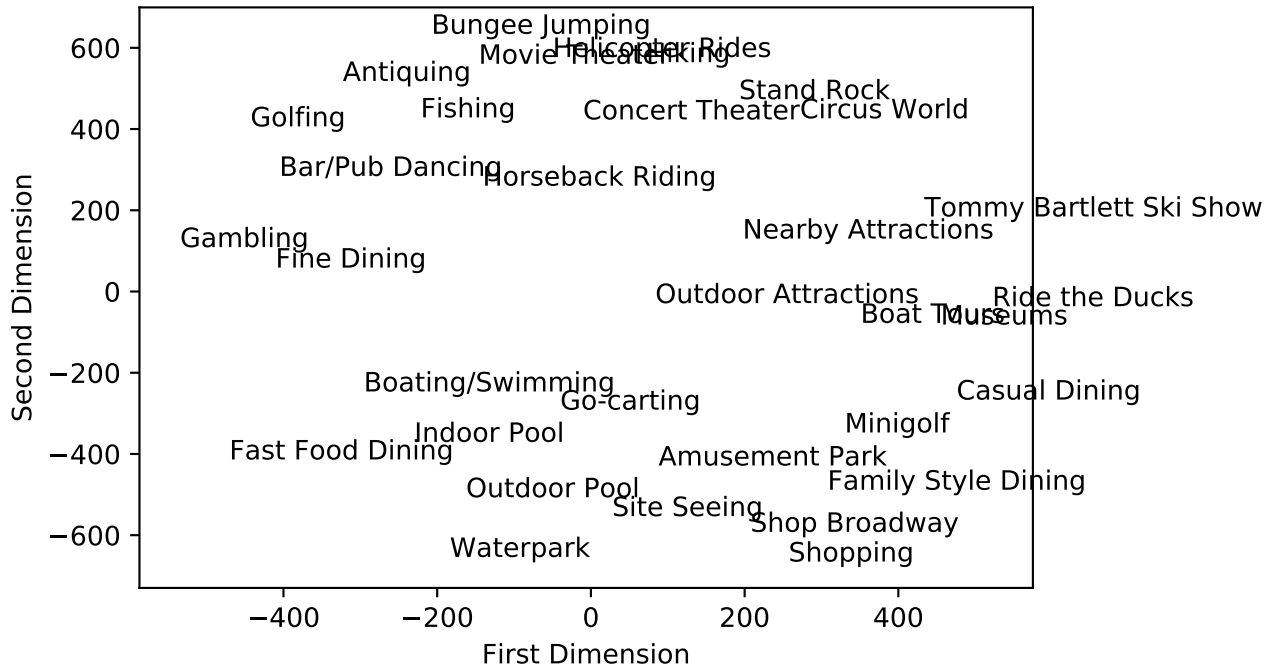 Bungee Jumping
Helicopter Rides
Movie Theater
Hiking
Antiquing
Stand Rock
Fishing
Concert Theater
Circus World
Golfing
Bar/Pub Dancing
Horseback Riding
Tommy Bartlett Ski Show
Nearby Attractions
Gambling
Fine Dining
Outdoor Attractions
Ride the Ducks
Boat Tours
Museums
Boating/Swimming
Casual Dining
Go-carting
Minigolf
Indoor Pool
Fast Food Dining
Amusement Park
Family Style Dining
Outdoor Pool
Site Seeing
Shop Broadway
Waterpark
Shopping
600
400
200
0
−200
−400
−600
Second Dimension
−400 −200 0 200 400
First Dimension